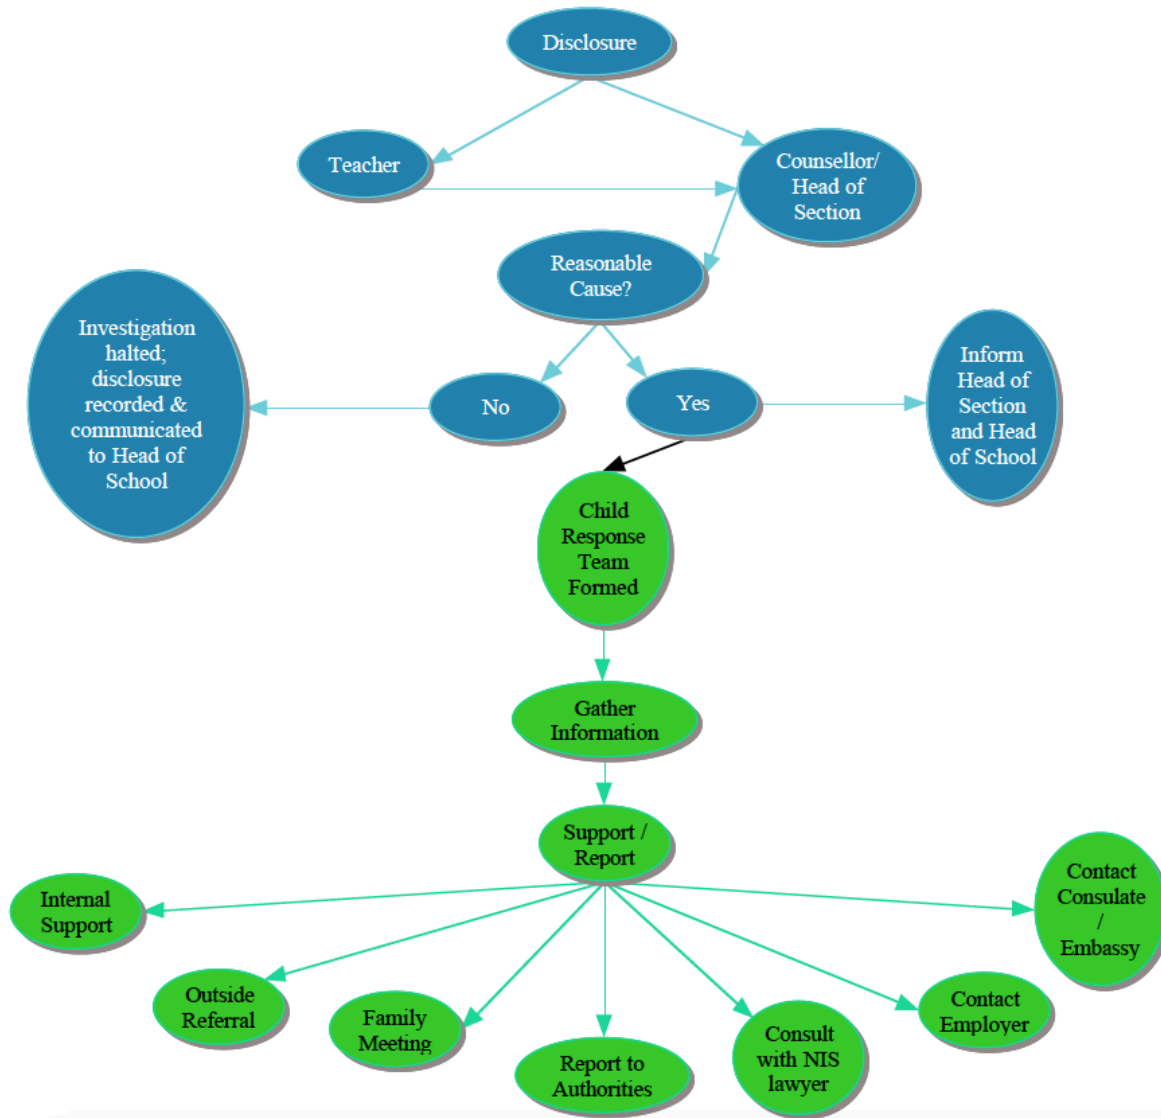 Disclosure
Teacher
Counsellor/
Head of
Section
Reasonable
Cause?
Investigation
halted;
disclosure
recorded &
communicated
to Head of
School
No
Yes
Inform
Head of
Section
and Head
of School
Child
Response
Team
Formed
Gather
Information
Support /
Report
Internal
Support
Outside
Referral
Family
Meeting
Report to
Authorities
Consult
with NIS
lawyer
Contact
Employer
Contact
Consulate
/
Embassy